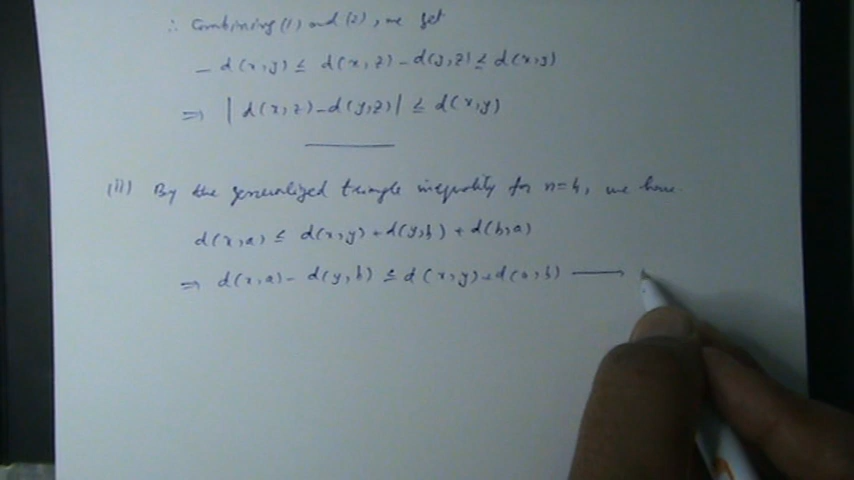 ∴ Combining (1) and (2), we get
- d(x,y) ≤ d(x,z) - d(y,z) ≤ d(x,y)
⇒ | d(x,z) - d(y,z) | ≤ d(x,y)
(ii) By the generalized triangle inequality for n=4, we have
d(x,a) ≤ d(x,y) + d(y,b) + d(b,a)
⇒ d(x,a) - d(y,b) ≤ d(x,y) + d(a,b) ——→